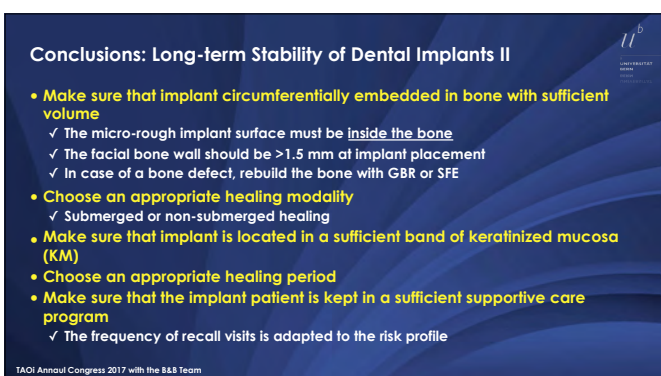 Conclusions: Long-term Stability of Dental Implants II
u b
UNIVERSITÄT
BERN
• Make sure that implant circumferentially embedded in bone with sufficient
volume
✓ The micro-rough implant surface must be inside the bone
✓ The facial bone wall should be >1.5 mm at implant placement
✓ In case of a bone defect, rebuild the bone with GBR or SFE
• Choose an appropriate healing modality
✓ Submerged or non-submerged healing
• Make sure that implant is located in a sufficient band of keratinized mucosa
(KM)
• Choose an appropriate healing period
• Make sure that the implant patient is kept in a sufficient supportive care
program
✓ The frequency of recall visits is adapted to the risk profile
TAOi Annaul Congress 2017 with the B&B Team